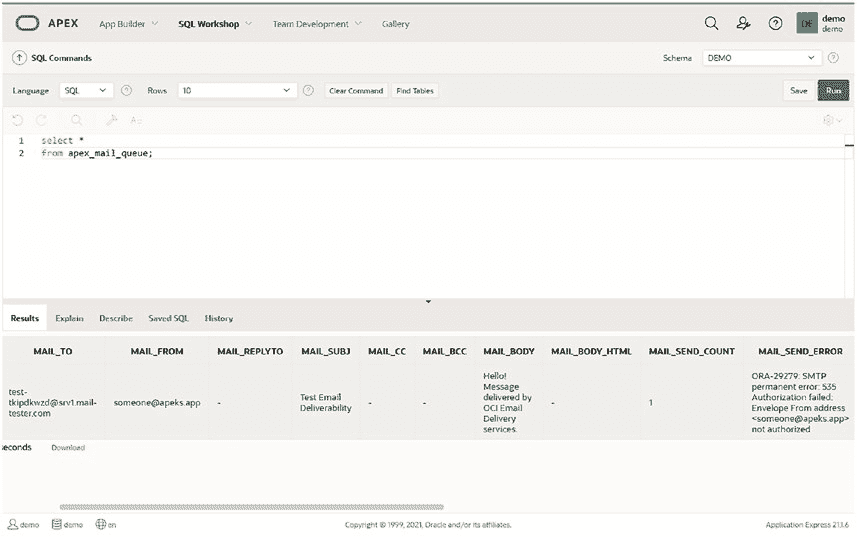 APEX App Builder SQL Workshop Team Development Gallery DE demo
demo
SQL Commands Schema DEMO
Language SQL Rows 10 Clear Command Find Tables Save Run
1 select *
2 from apex_mail_queue;
Results Explain Describe Saved SQL History
MAIL_TO MAIL_FROM MAIL_REPLYTO MAIL_SUBJ MAIL_CC MAIL_BCC MAIL_BODY MAIL_BODY_HTML MAIL_SEND_COUNT MAIL_SEND_ERROR
test-
tkipdkwzd@srv1.mail-
tester.com
someone@apeks.app
-
Test Email
Deliverability
-
-
Hello!
Message
delivered by
OCI Email
Delivery
services.
-
1
ORA-29279: SMTP
permanent error: 535
Authorization failed:
Envelope From address
<someone@apeks.app>
not authorized
seconds Download
demo demo en Copyright © 1999, 2021, Oracle and/or its affiliates. Application Express 21.1.6